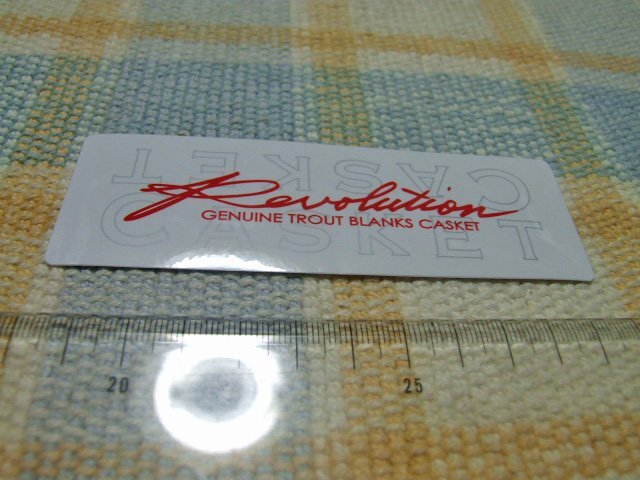 CASKET
Revolution
GENUINE TROUT BLANKS CASKET
CASKET
20 25